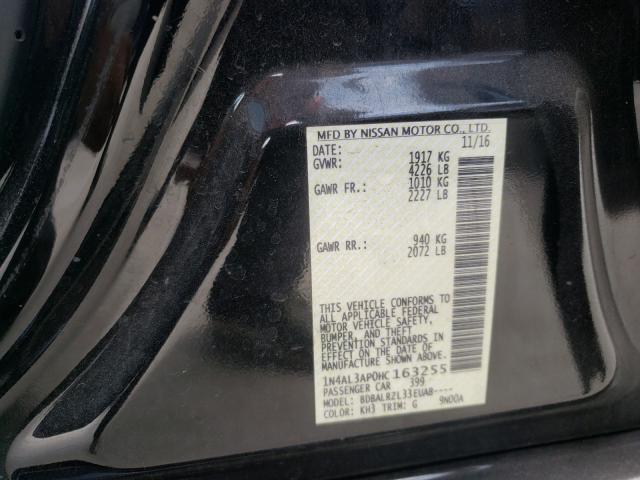 MFD BY NISSAN MOTOR CO., LTD.
DATE: 11/16
GVWR: 1917 KG
4226 LB
GAWR FR: 1010 KG
2227 LB
GAWR RR: 940 KG
2072 LB
THIS VEHICLE CONFORMS TO
ALL APPLICABLE FEDERAL
MOTOR VEHICLE SAFETY,
BUMPER, AND THEFT
PREVENTION STANDARDS
IN EFFECT ON THE DATE OF
MANUFACTURE SHOWN ABOVE.
1N4AL3AP0HC163255
PASSENGER CAR 399
MODEL: BDBALRZL33EUAB----
COLOR: KH3 TRIM: G 9N00A